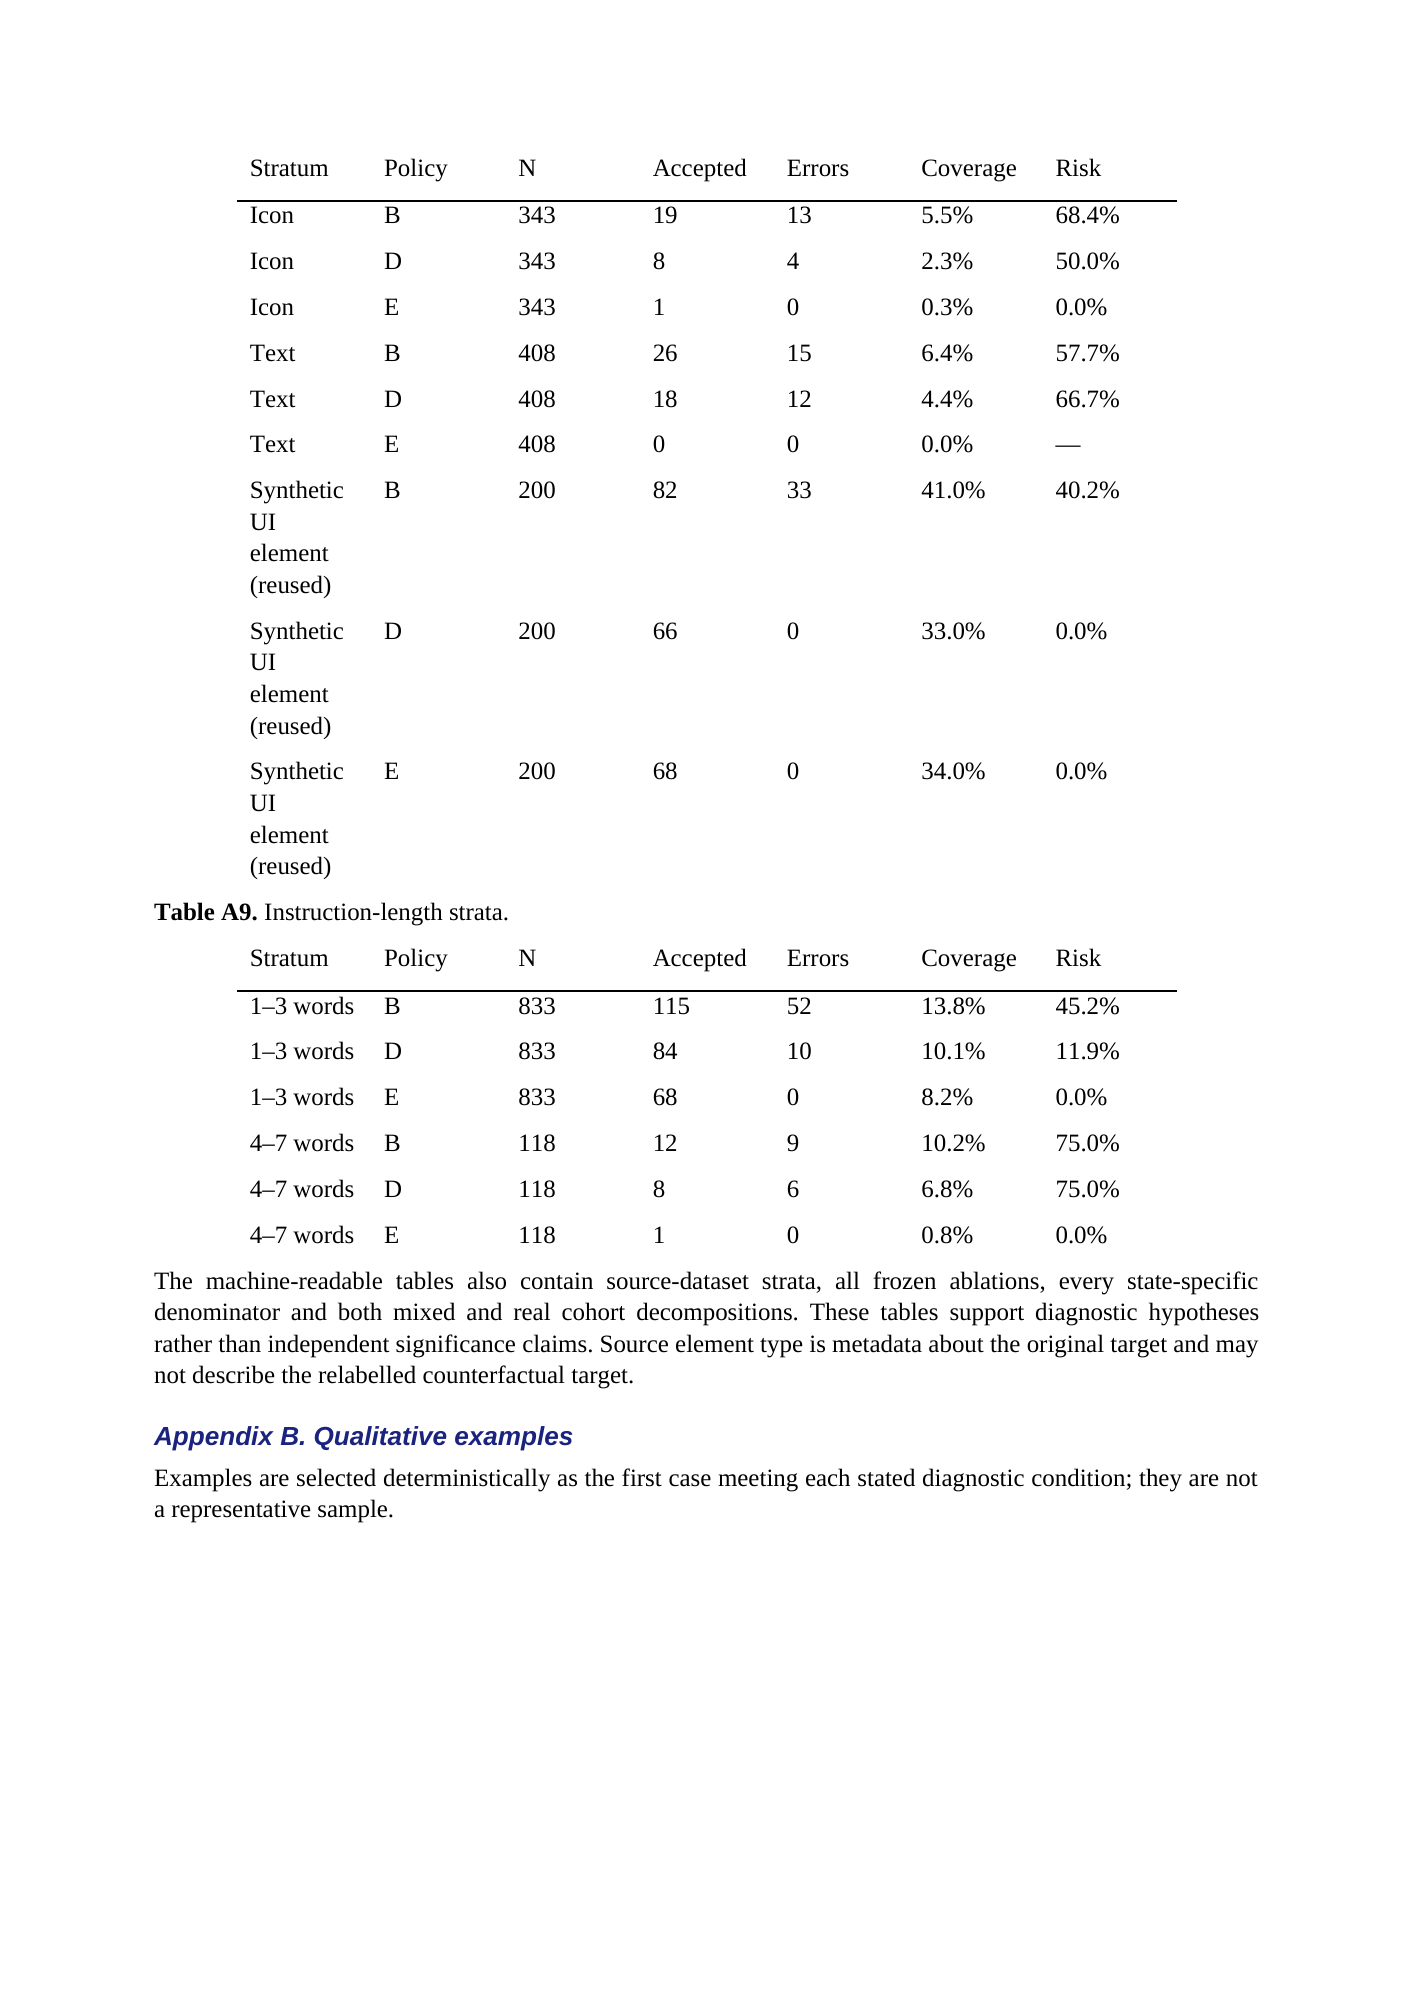 Stratum Policy N Accepted Errors Coverage Risk
Icon B 343 19 13 5.5% 68.4%
Icon D 343 8 4 2.3% 50.0%
Icon E 343 1 0 0.3% 0.0%
Text B 408 26 15 6.4% 57.7%
Text D 408 18 12 4.4% 66.7%
Text E 408 0 0 0.0% —
Synthetic B 200 82 33 41.0% 40.2%
UI
element
(reused)
Synthetic D 200 66 0 33.0% 0.0%
UI
element
(reused)
Synthetic E 200 68 0 34.0% 0.0%
UI
element
(reused)
Table A9. Instruction-length strata.
Stratum Policy N Accepted Errors Coverage Risk
1–3 words B 833 115 52 13.8% 45.2%
1–3 words D 833 84 10 10.1% 11.9%
1–3 words E 833 68 0 8.2% 0.0%
4–7 words B 118 12 9 10.2% 75.0%
4–7 words D 118 8 6 6.8% 75.0%
4–7 words E 118 1 0 0.8% 0.0%
The machine-readable tables also contain source-dataset strata, all frozen ablations, every state-specific
denominator and both mixed and real cohort decompositions. These tables support diagnostic hypotheses
rather than independent significance claims. Source element type is metadata about the original target and may
not describe the relabelled counterfactual target.
Appendix B. Qualitative examples
Examples are selected deterministically as the first case meeting each stated diagnostic condition; they are not
a representative sample.